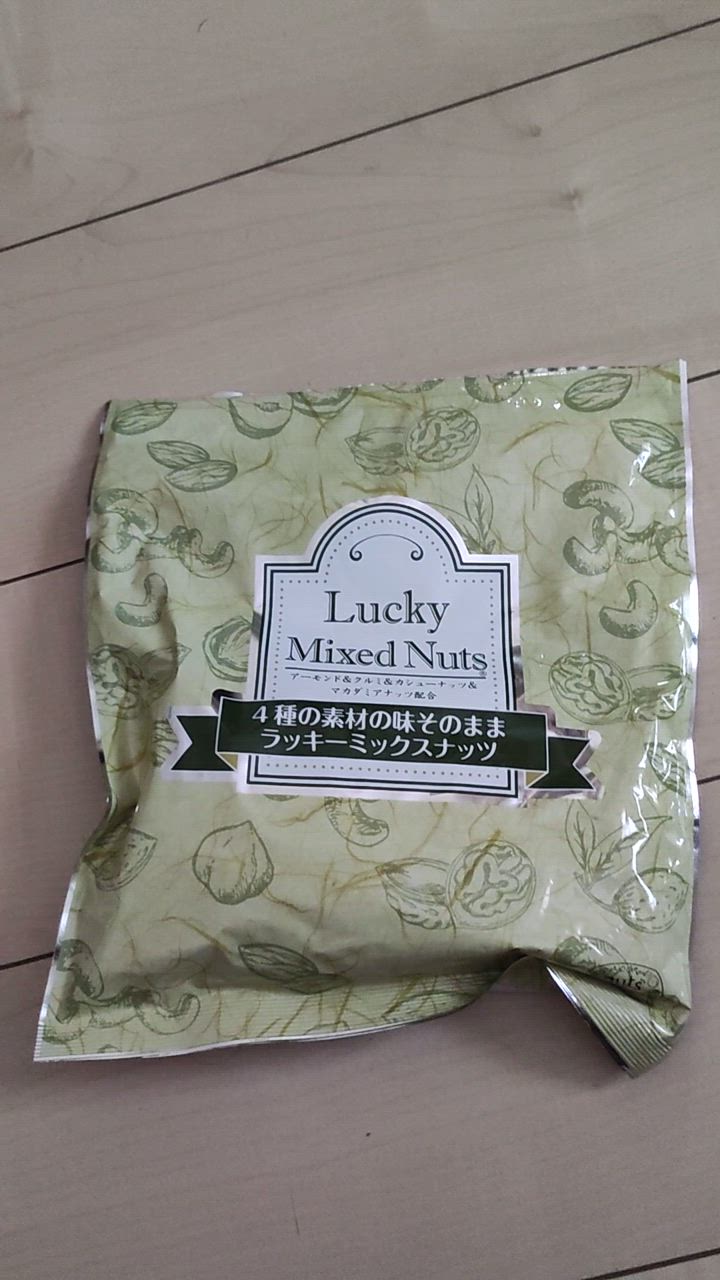 Lucky
Mixed Nuts®
アーモンド&クルミ&カシューナッツ&
マカダミアナッツ配合
4種の素材の味そのまま
ラッキーミックスナッツ